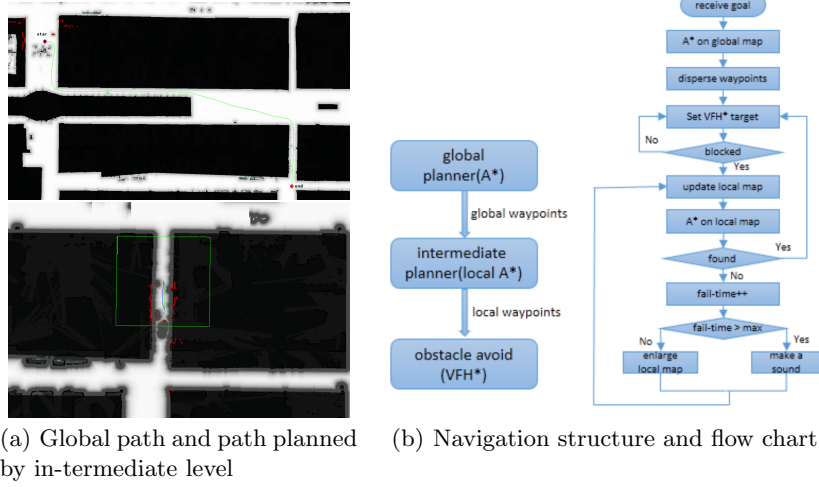 star
end
global
planner(A*)
global waypoints
intermediate
planner(local A*)
local waypoints
obstacle avoid
(VFH*)
receive goal
A* on global map
disperse waypoints
Set VFH* target
No
blocked
Yes
update local map
A* on local map
Yes
found
No
fail-time++
fail-time > max
No
Yes
enlarge
local map
make a
sound
(a) Global path and path planned
by in-termediate level
(b) Navigation structure and flow chart